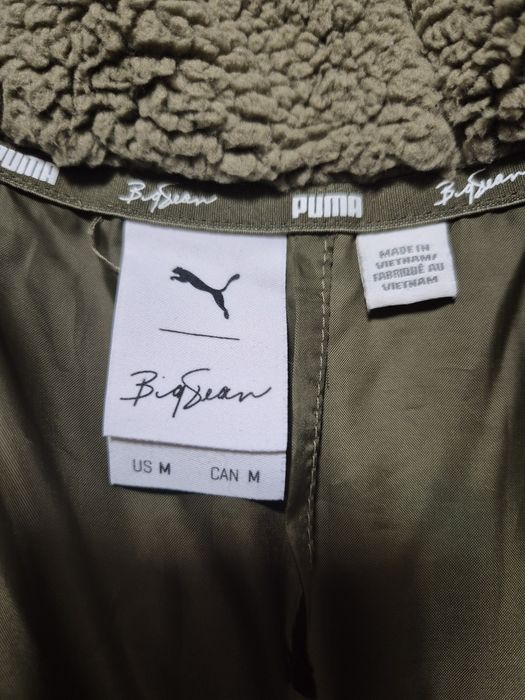 PUMA
BigSean
PUMA
BigSean
MADE IN
VIETNAM/
FABRIQUÉ AU
VIETNAM
BigSean
US M CAN M